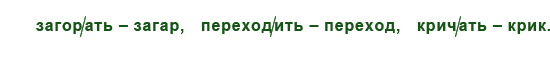 загор/ать – загар, переход/ить – переход, крич/ать – крик.